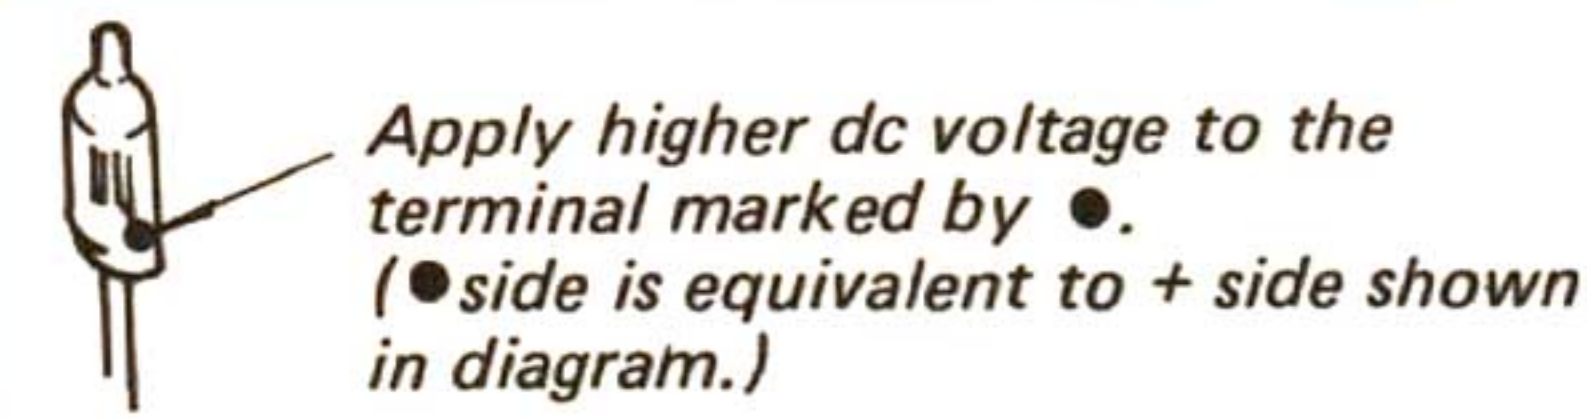 Apply higher dc voltage to the
terminal marked by ●.
(●side is equivalent to + side shown
in diagram.)